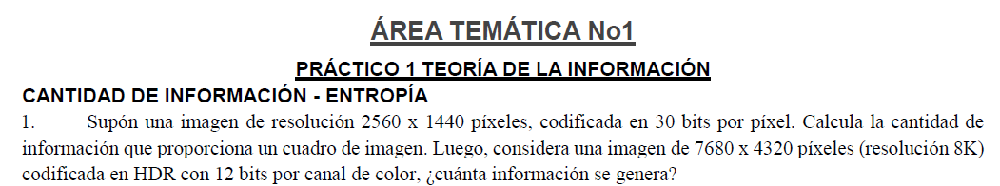 ÁREA TEMÁTICA No1
PRÁCTICO 1 TEORÍA DE LA INFORMACIÓN
CANTIDAD DE INFORMACIÓN - ENTROPÍA
1. Supón una imagen de resolución 2560 x 1440 píxeles, codificada en 30 bits por píxel. Calcula la cantidad de
información que proporciona un cuadro de imagen. Luego, considera una imagen de 7680 x 4320 píxeles (resolución 8K)
codificada en HDR con 12 bits por canal de color, ¿cuánta información se genera?